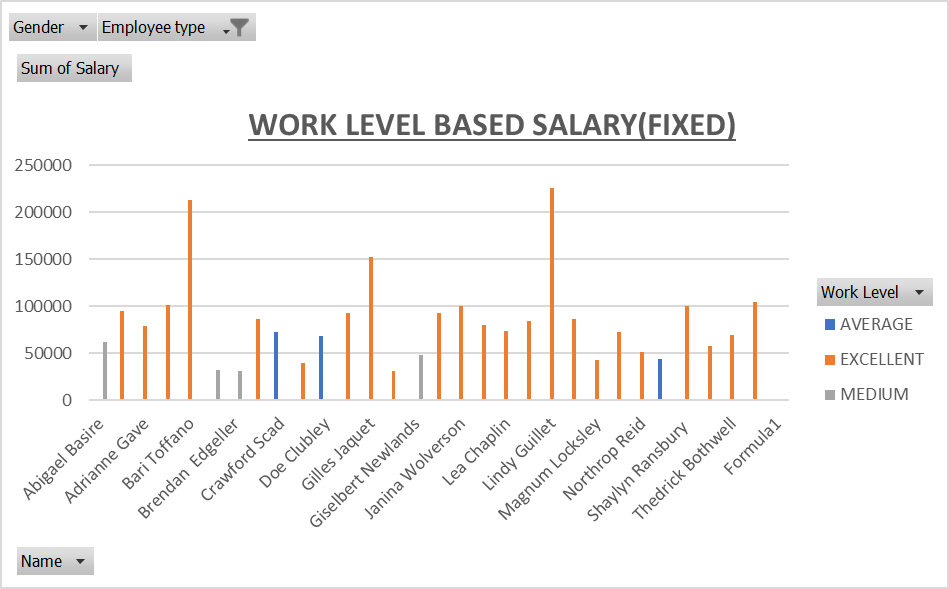 Gender
Employee type
Sum of Salary
WORK LEVEL BASED SALARY(FIXED)
250000
200000
150000
100000
50000
0
Abigael Basire
Adrianne Gave
Bari Toffano
Brendan  Edgeller
Crawford Scad
Doe Clubley
Gilles Jaquet
Giselbert Newlands
Janina Wolverson
Lea Chaplin
Lindy Guillet
Magnum Locksley
Northrop Reid
Shaylyn Ransbury
Thedrick Bothwell
Formula1
Work Level
AVERAGE
EXCELLENT
MEDIUM
Name